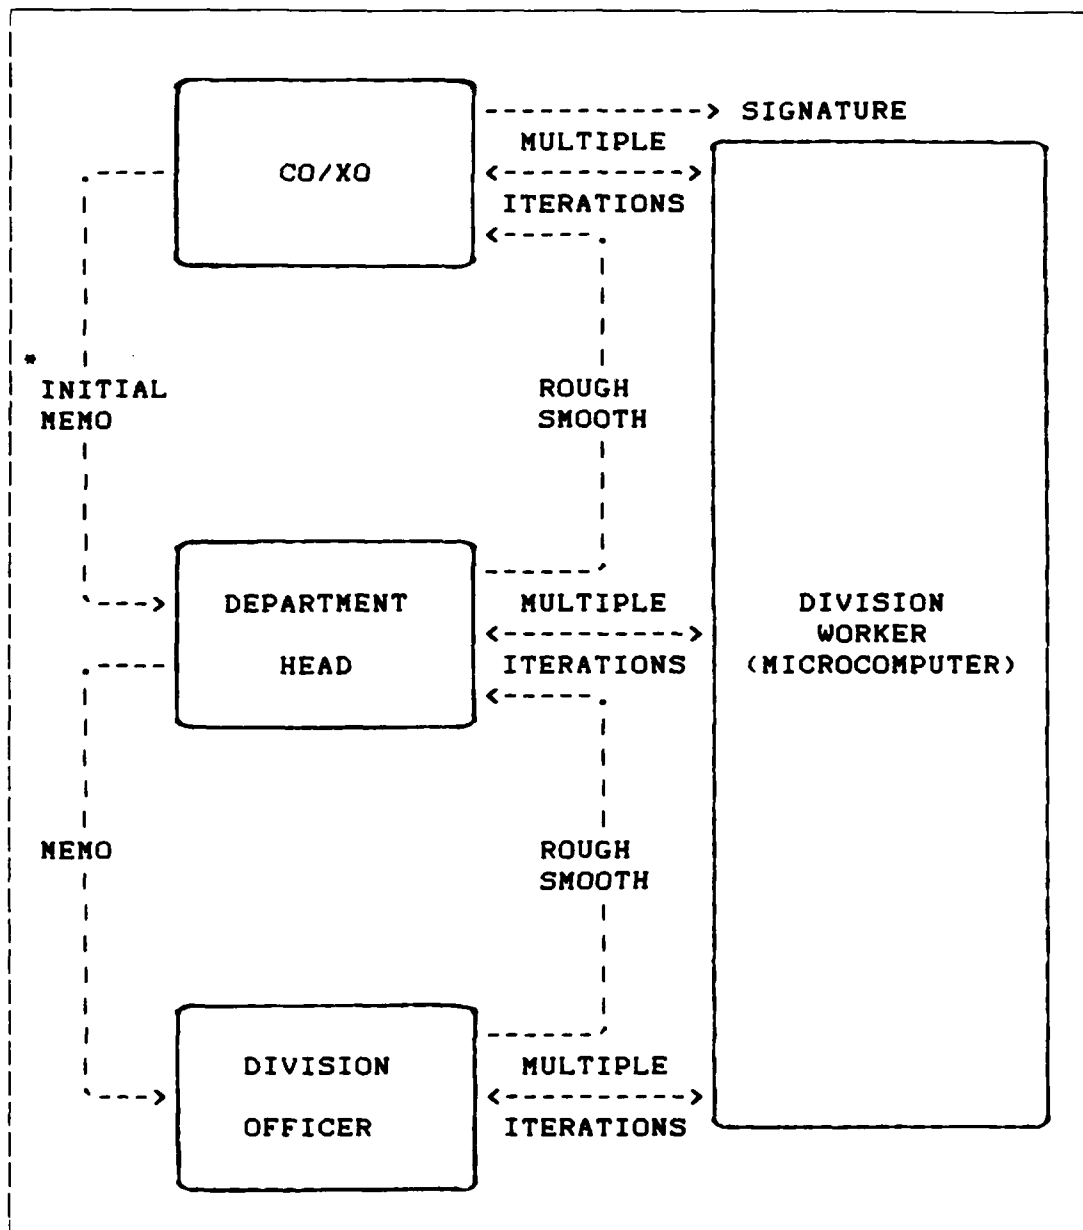 SIGNATURE
MULTIPLE
CO/XO
ITERATIONS
*
INITIAL
MEMO
ROUGH
SMOOTH
DEPARTMENT
HEAD
MULTIPLE
ITERATIONS
DIVISION
WORKER
(MICROCOMPUTER)
MEMO
ROUGH
SMOOTH
DIVISION
OFFICER
MULTIPLE
ITERATIONS